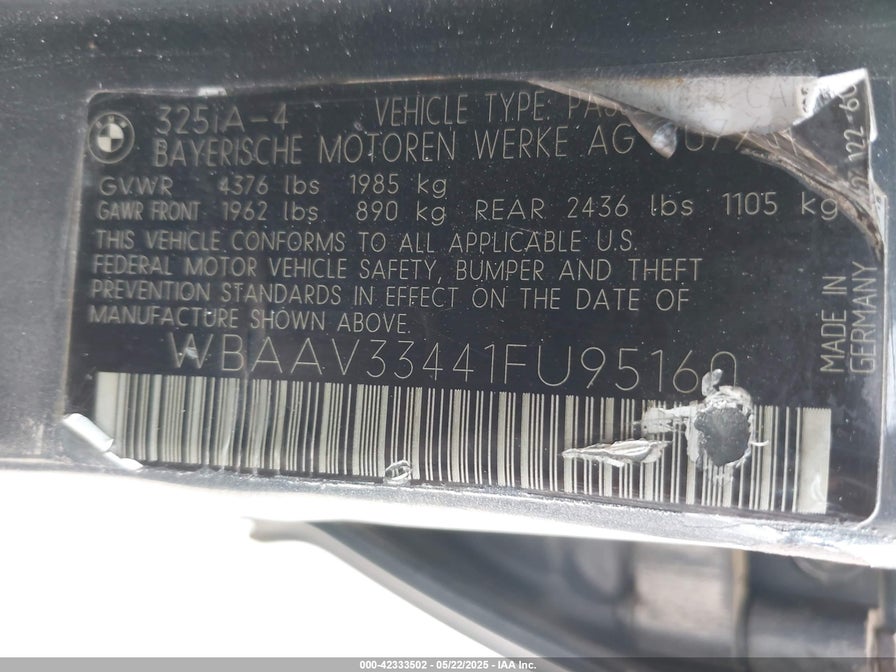 325iA-4 VEHICLE TYPE:
BAYERISCHE MOTOREN WERKE AG
GVWR 4376 lbs 1985 kg
GAWR FRONT 1962 lbs 890 kg REAR 2436 lbs 1105 kg
THIS VEHICLE CONFORMS TO ALL APPLICABLE U.S.
FEDERAL MOTOR VEHICLE SAFETY, BUMPER AND THEFT
PREVENTION STANDARDS IN EFFECT ON THE DATE OF
MANUFACTURE SHOWN ABOVE.
WBAAV33441FU95160
MADE IN
GERMANY
BMW
000-42333502 - 05/22/2025 - IAA Inc.